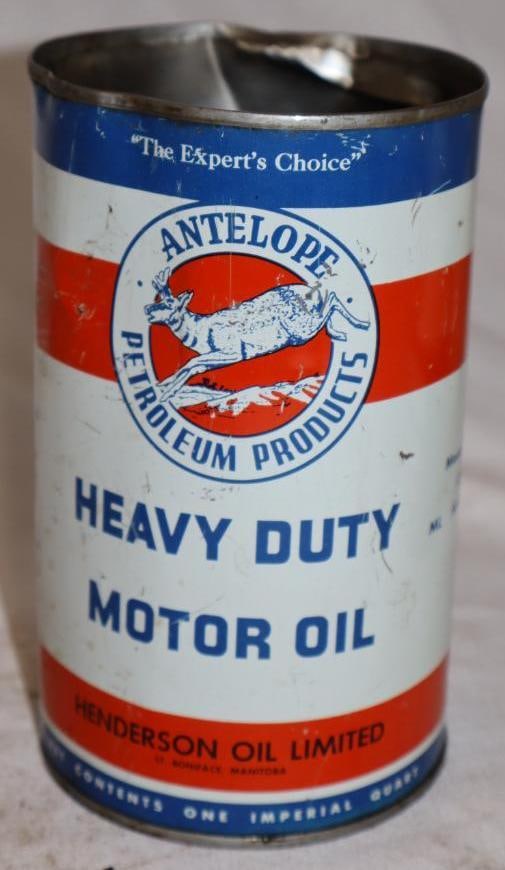 "The Expert's Choice"
ANTELOPE
PETROLEUM PRODUCTS
HEAVY DUTY
MOTOR OIL
ML
HENDERSON OIL LIMITED
ST. BONIFACE, MANITOBA
CONTENTS ONE IMPERIAL QUART